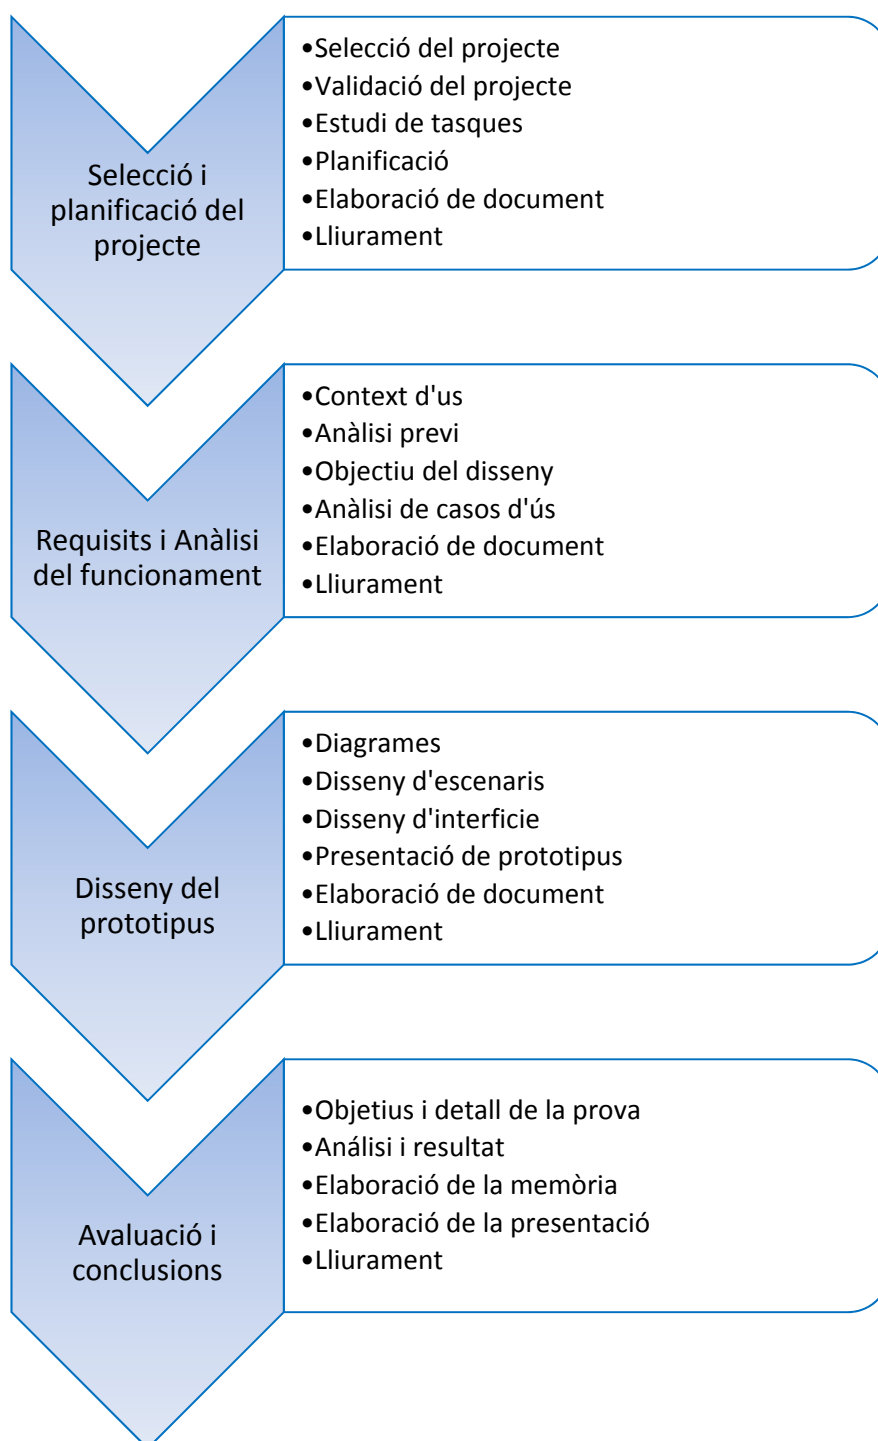 Selecció i
planificació del
projecte
•Selecció del projecte
•Validació del projecte
•Estudi de tasques
•Planificació
•Elaboració de document
•Lliurament
Requisits i Anàlisi
del funcionament
•Context d'us
•Anàlisi previ
•Objectiu del disseny
•Anàlisi de casos d'ús
•Elaboració de document
•Lliurament
Disseny del
prototipus
•Diagrames
•Disseny d'escenaris
•Disseny d'interficie
•Presentació de prototipus
•Elaboració de document
•Lliurament
Avaluació i
conclusions
•Objetius i detall de la prova
•Análisi i resultat
•Elaboració de la memòria
•Elaboració de la presentació
•Lliurament